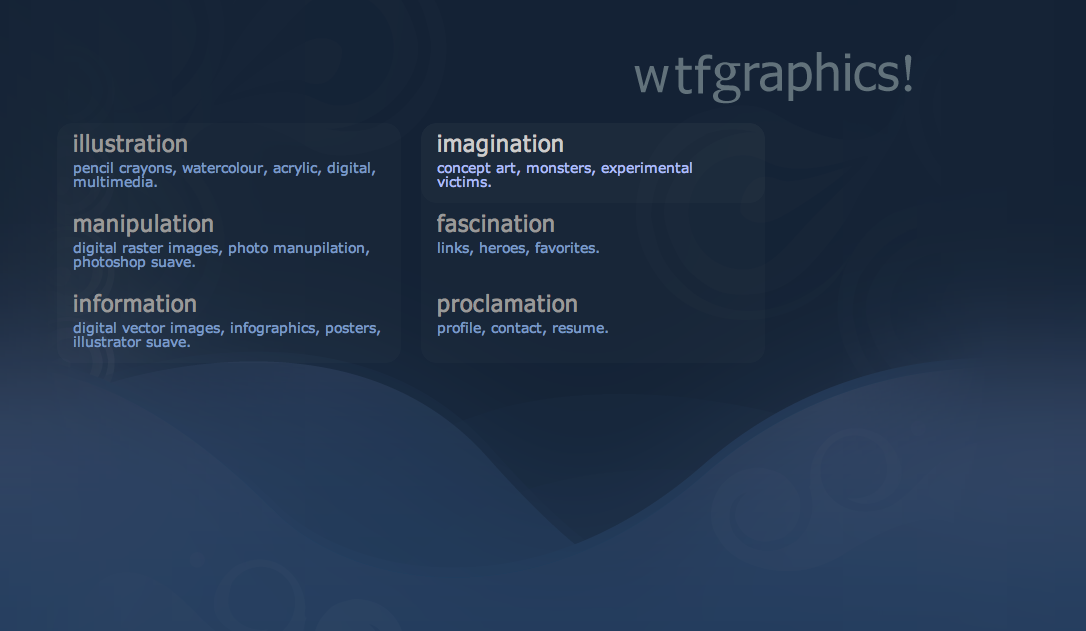 wtfgraphics!
illustration
pencil crayons, watercolour, acrylic, digital,
multimedia.
manipulation
digital raster images, photo manupilation,
photoshop suave.
information
digital vector images, infographics, posters,
illustrator suave.
imagination
concept art, monsters, experimental
victims.
fascination
links, heroes, favorites.
proclamation
profile, contact, resume.